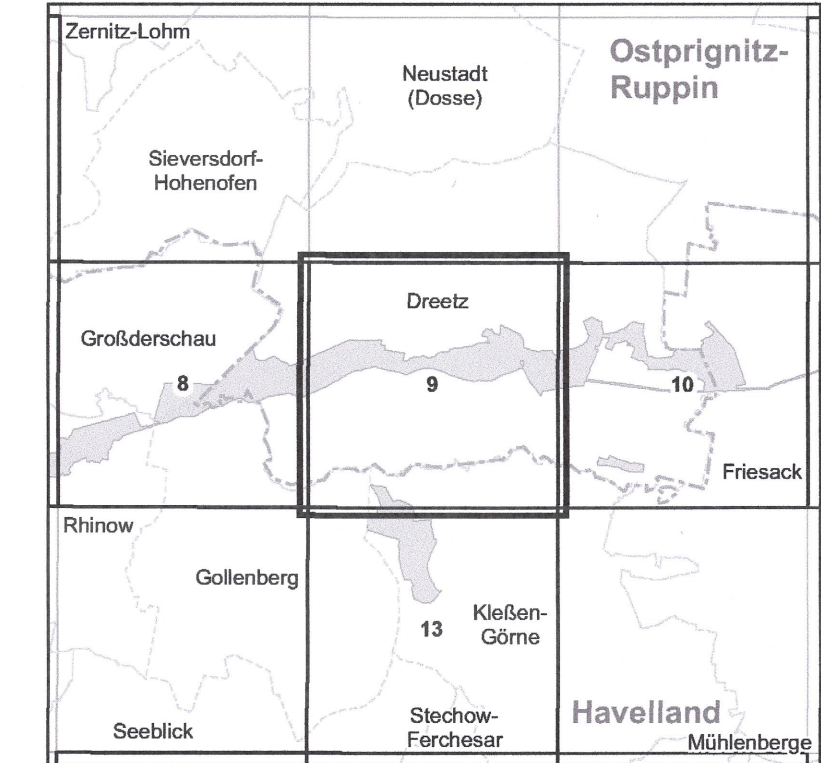 Zernitz-Lohm
Ostprignitz-
Ruppin
Neustadt
(Dosse)
Sieversdorf-
Hohenofen
Dreetz
Großderschau
8
9
10
Friesack
Rhinow
Gollenberg
Kleßen-
Görne
13
Havelland
Stechow-
Ferchesar
Seeblick
Mühlenberge